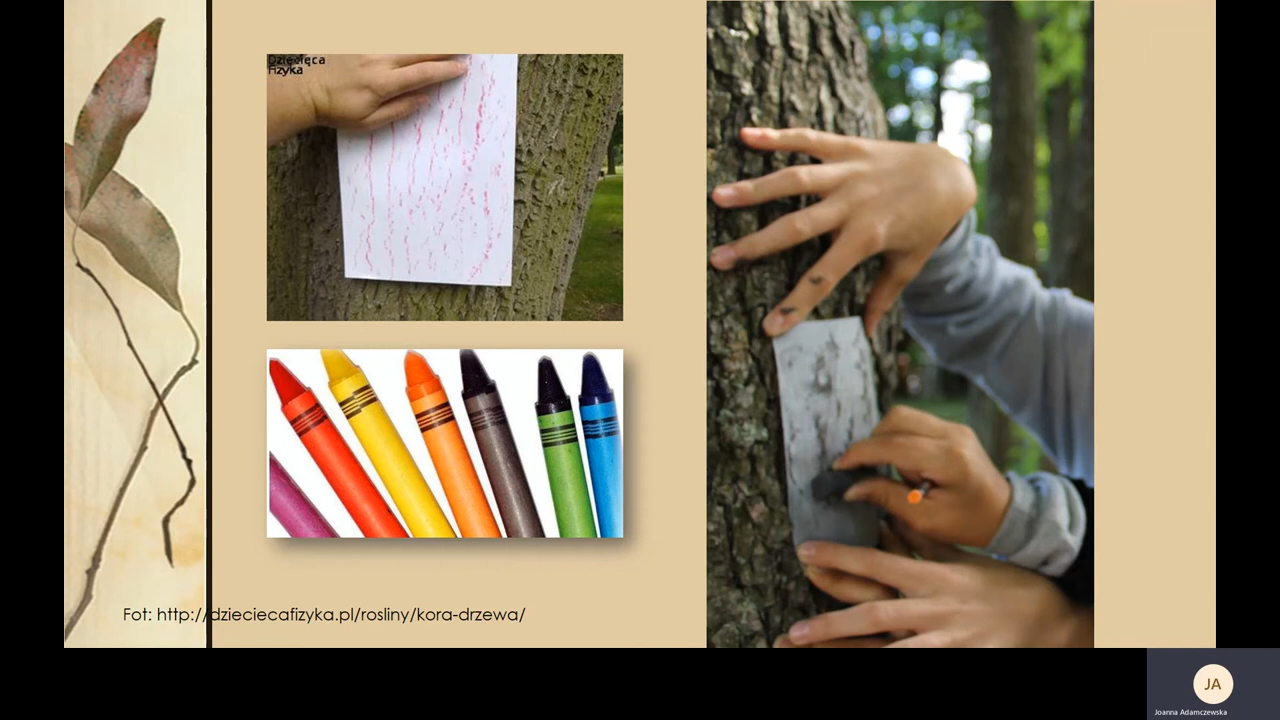 Dziecięca
fizyka
Fot: http://dzieciecafizyka.pl/rosliny/kora-drzewa/
JA
Joanna Adamczewska